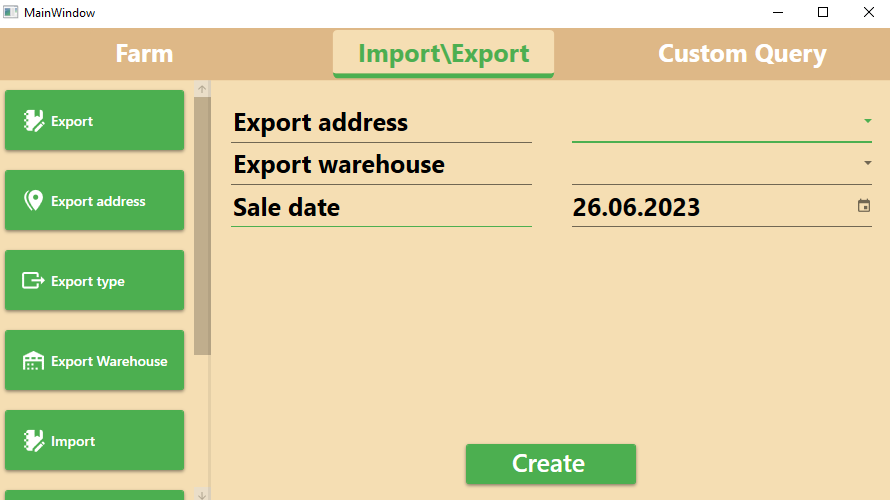 MainWindow
Farm
Import\Export
Custom Query
Export
Export address
Export type
Export Warehouse
Import
Export address
Export warehouse
Sale date
26.06.2023
Create